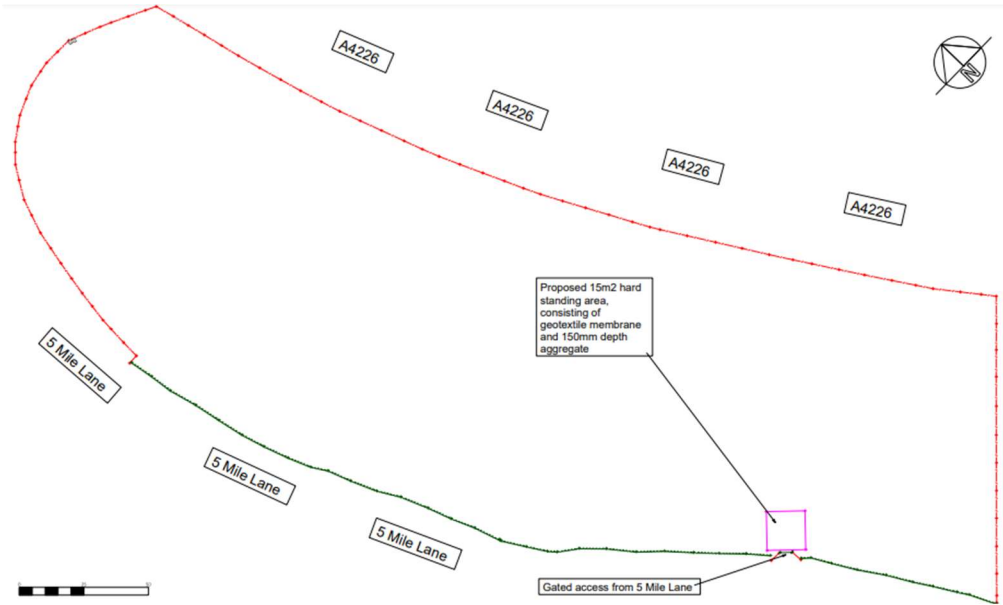 A4226
A4226
A4226
A4226
N
Proposed 15m2 hard
standing area,
consisting of
geotextile membrane
and 150mm depth
aggregate
5 Mile Lane
5 Mile Lane
5 Mile Lane
Gated access from 5 Mile Lane